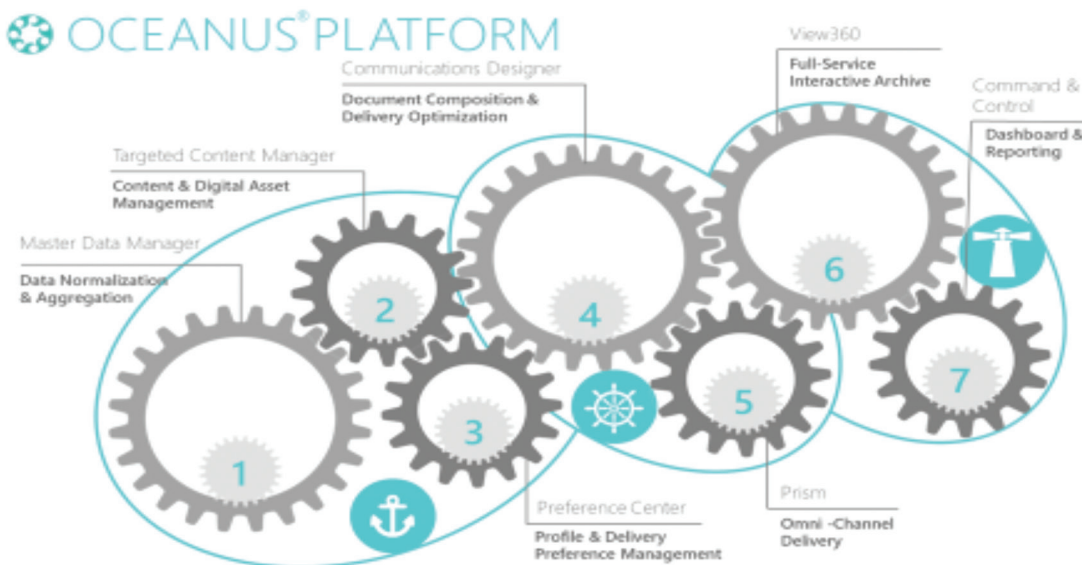 OCEANUS® PLATFORM
View360
Full-Service
Interactive Archive
Communications Designer
Document Composition &
Delivery Optimization
Command &
Control
Dashboard &
Reporting
Targeted Content Manager
Content & Digital Asset
Management
Master Data Manager
Data Normalization
& Aggregation
1
2
3
4
5
6
7
Preference Center
Profile & Delivery
Preference Management
Prism
Omni -Channel
Delivery